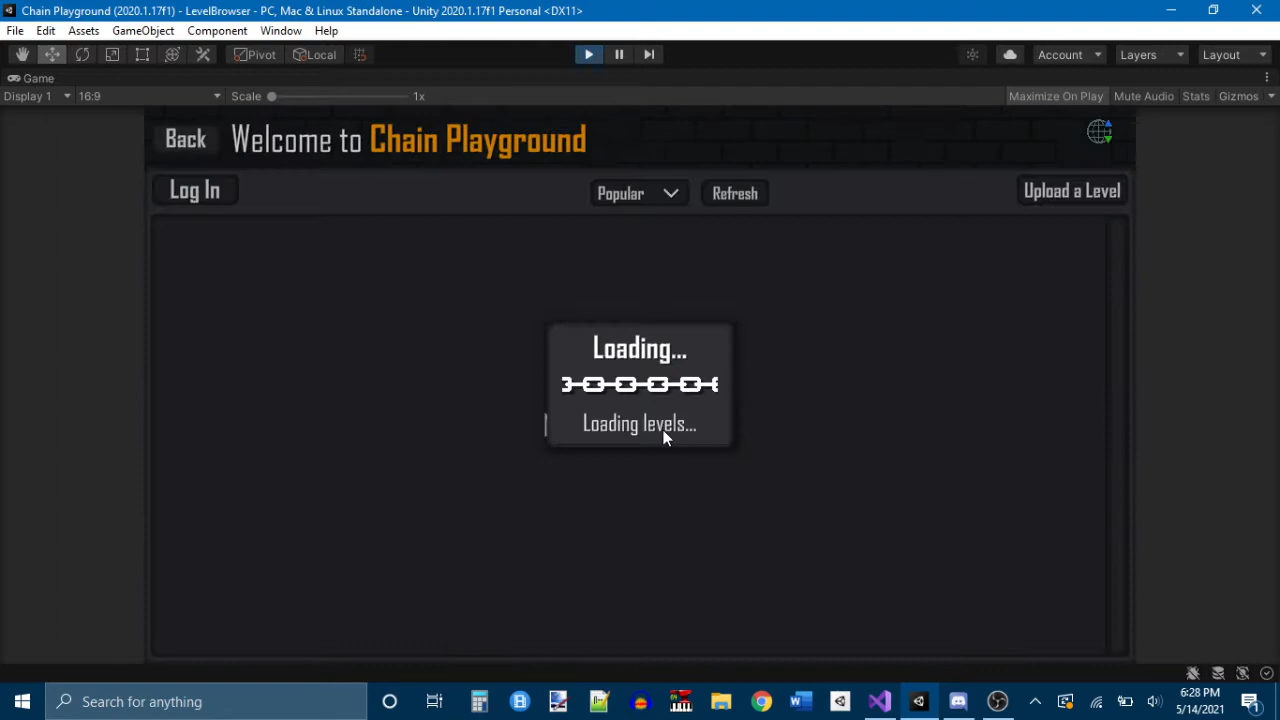 Chain Playground (2020.1.17f1) - LevelBrowser - PC, Mac & Linux Standalone - Unity 2020.1.17f1 Personal <DX11>
File Edit Assets GameObject Component Window Help
Pivot Local Account Layers Layout
Game
Display 1 16:9 Scale 1x Maximize On Play Mute Audio Stats Gizmos
Back Welcome to Chain Playground
Log In Popular Refresh Upload a Level
Loading...
Loading levels...
Search for anything
6:28 PM
5/14/2021
1